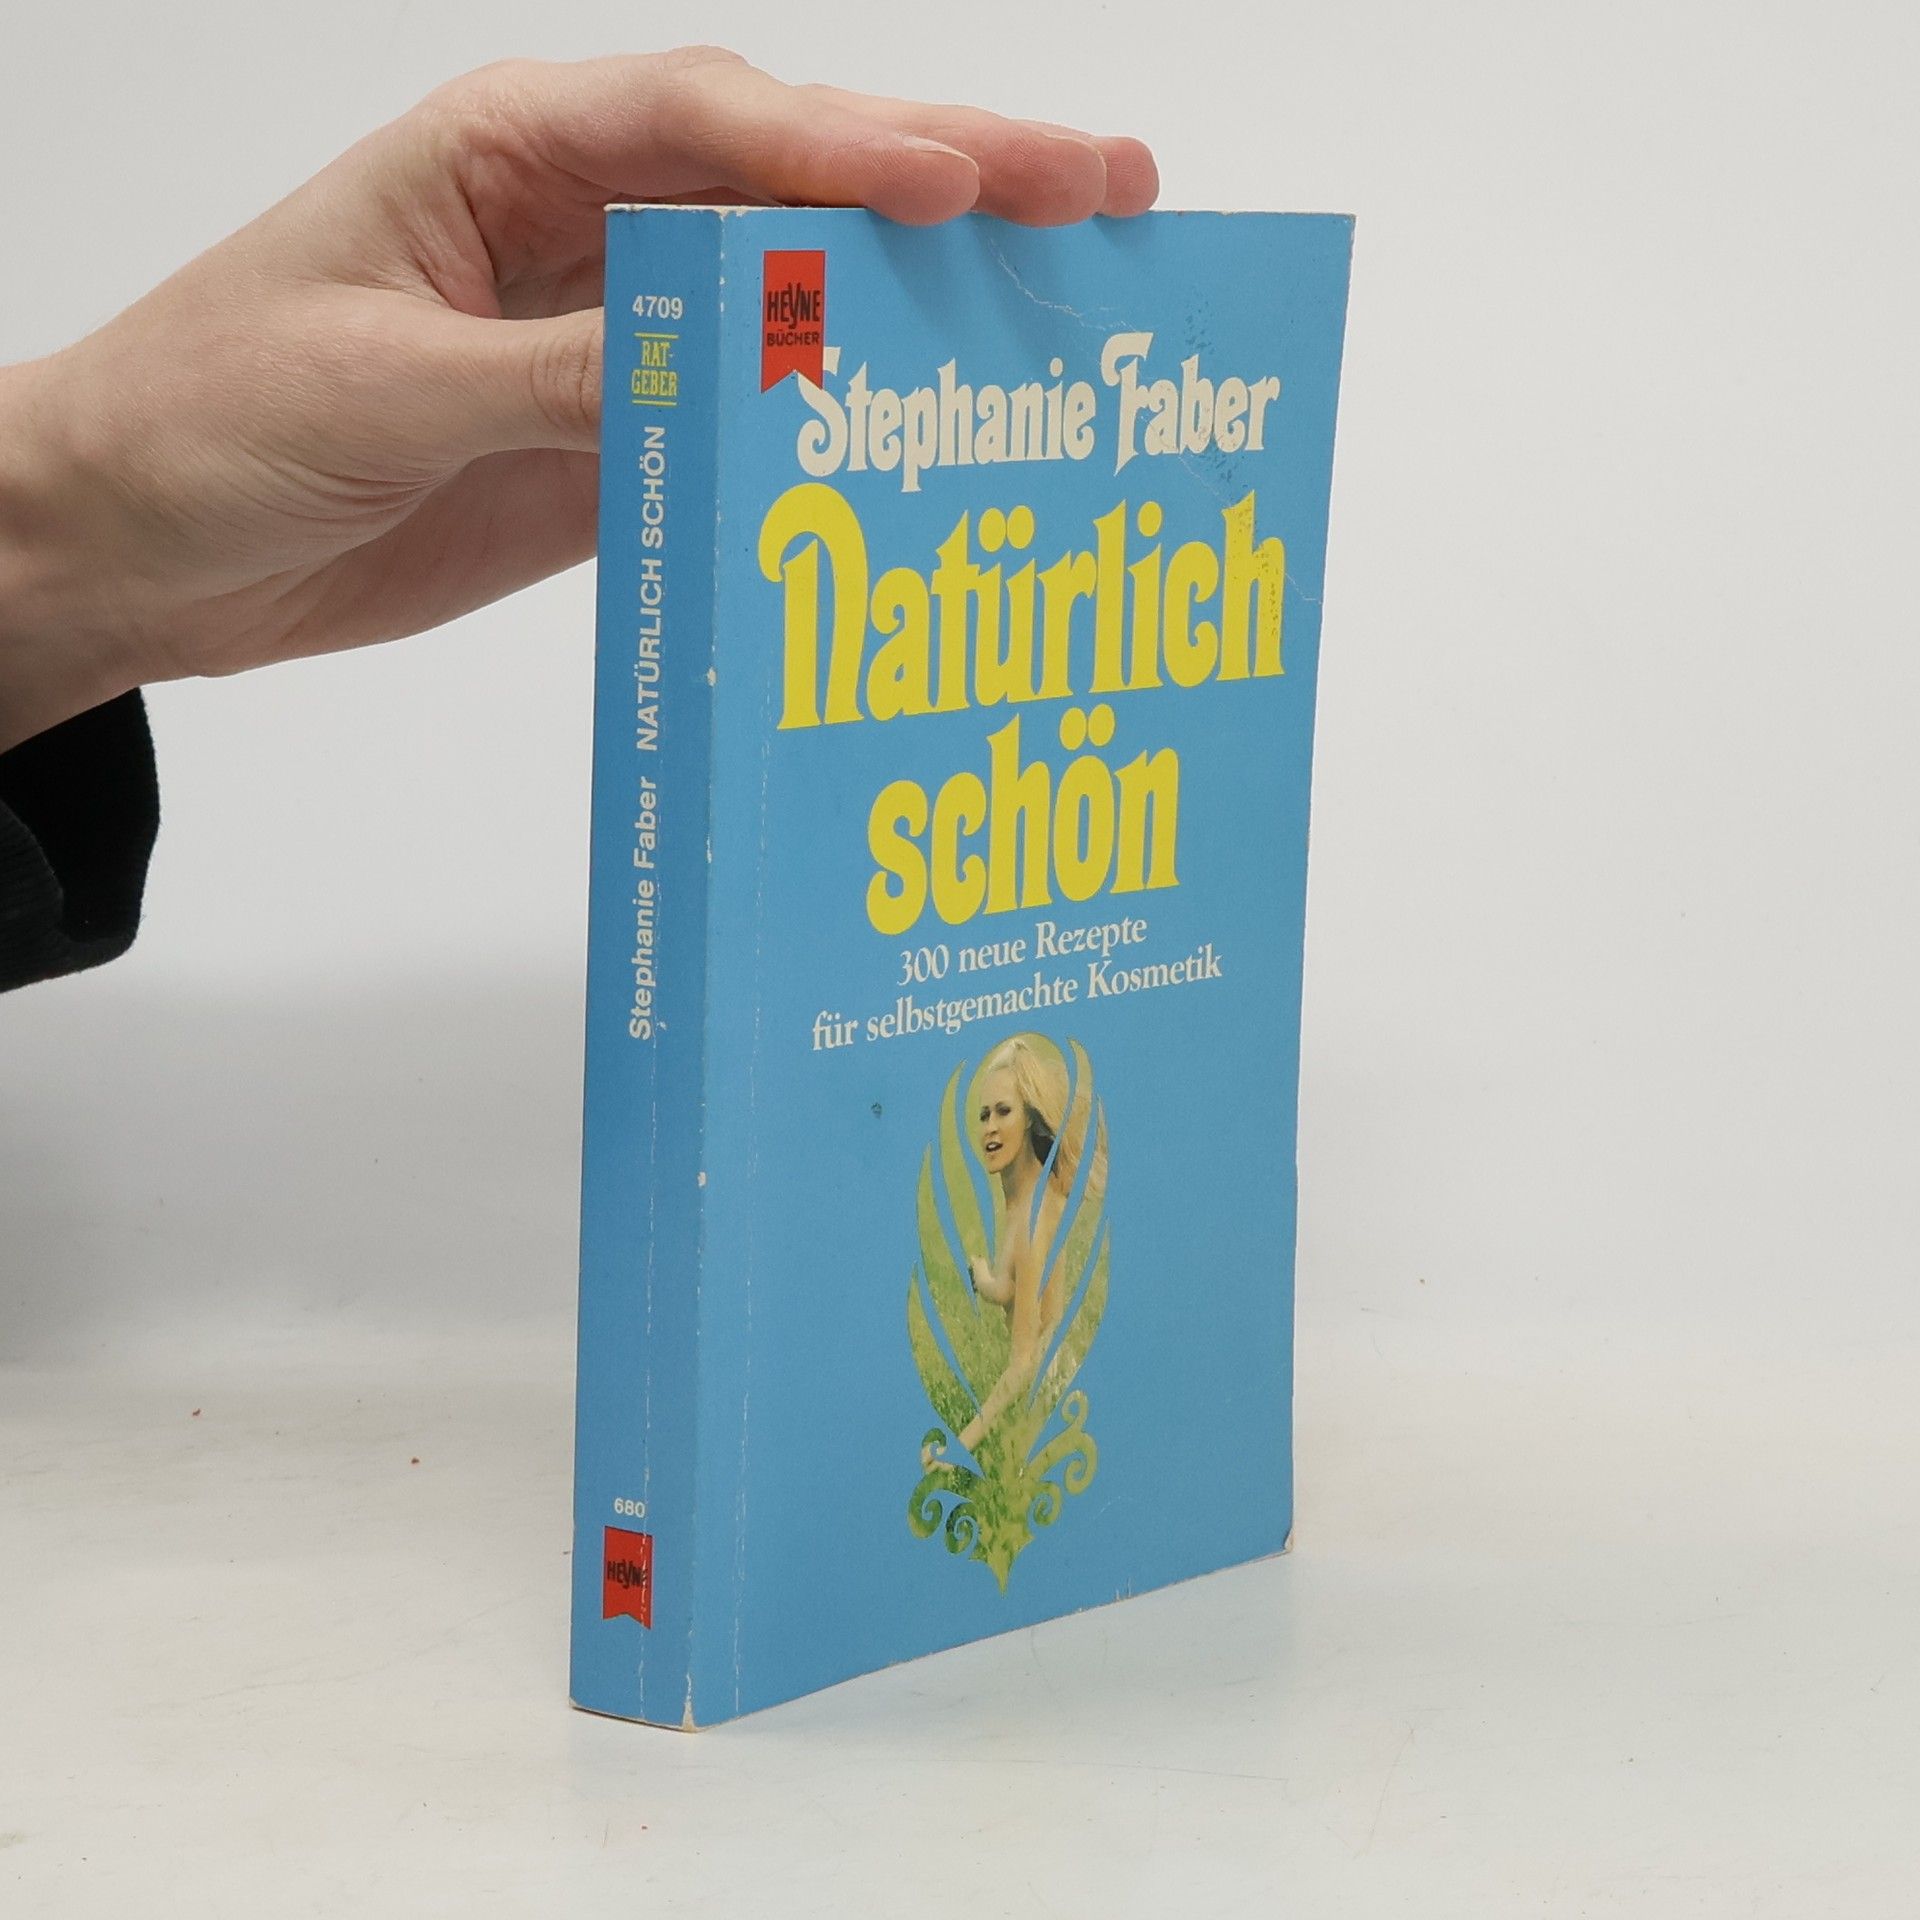 4709
RAT-
GEBER
Stephanie Faber NATÜRLICH SCHÖN
680
HEYNE
HEYNE
BÜCHER
Stephanie Faber
Natürlich
schön
300 neue Rezepte
für selbstgemachte Kosmetik